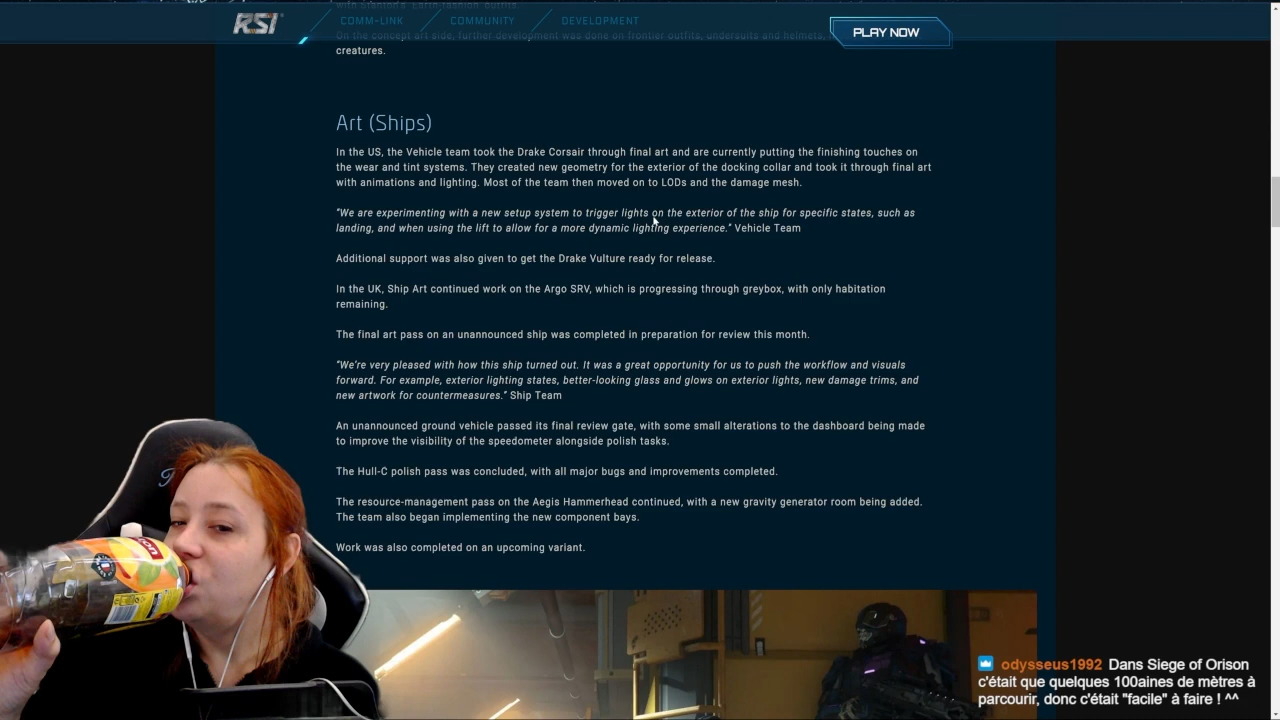 RSI
COMM-LINK
COMMUNITY
DEVELOPMENT
PLAY NOW
On the concept art side, further development was done on frontier outfits, undersuits and helmets,
creatures.
Art (Ships)
In the US, the Vehicle team took the Drake Corsair through final art and are currently putting the finishing touches on
the wear and tint systems. They created new geometry for the exterior of the docking collar and took it through final art
with animations and lighting. Most of the team then moved on to LODs and the damage mesh.
“We are experimenting with a new setup system to trigger lights on the exterior of the ship for specific states, such as
landing, and when using the lift to allow for a more dynamic lighting experience.” Vehicle Team
Additional support was also given to get the Drake Vulture ready for release.
In the UK, Ship Art continued work on the Argo SRV, which is progressing through greybox, with only habitation
remaining.
The final art pass on an unannounced ship was completed in preparation for review this month.
“We’re very pleased with how this ship turned out. It was a great opportunity for us to push the workflow and visuals
forward. For example, exterior lighting states, better-looking glass and glows on exterior lights, new damage trims, and
new artwork for countermeasures.” Ship Team
An unannounced ground vehicle passed its final review gate, with some small alterations to the dashboard being made
to improve the visibility of the speedometer alongside polish tasks.
The Hull-C polish pass was concluded, with all major bugs and improvements completed.
The resource-management pass on the Aegis Hammerhead continued, with a new gravity generator room being added.
The team also began implementing the new component bays.
Work was also completed on an upcoming variant.
odysseus1992 Dans Siege of Orison
c'était que quelques 100aines de mètres à
parcourir, donc c'était "facile" à faire ! ^^